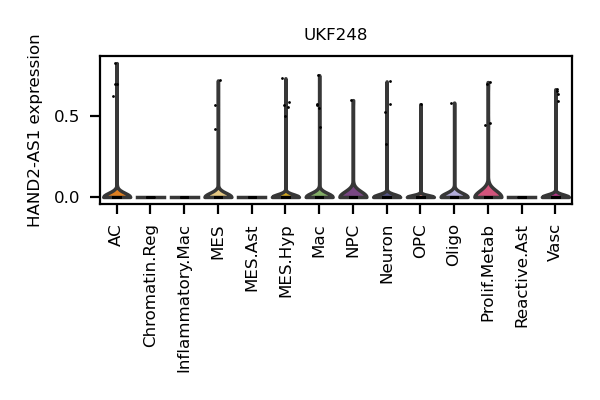 UKF248
HAND2-AS1 expression
0.5
0.0
AC
Chromatin.Reg
Inflammatory.Mac
MES
MES.Ast
MES.Hyp
Mac
NPC
Neuron
OPC
Oligo
Prolif.Metab
Reactive.Ast
Vasc